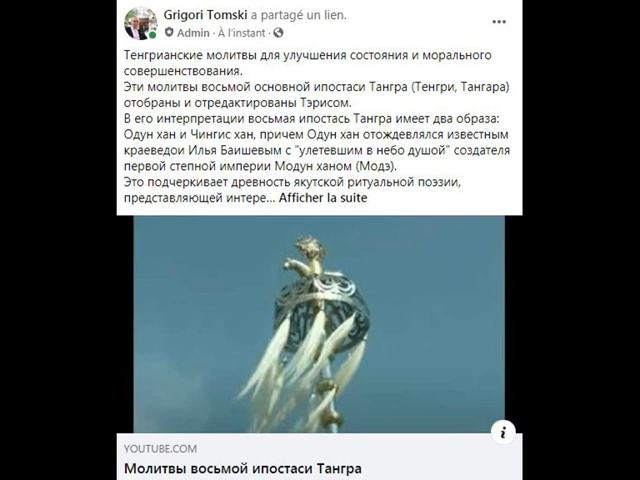 Grigori Tomski a partagé un lien.
Admin · À l'instant ·
Тенгрианские молитвы для улучшения состояния и морального
совершенствования.
Эти молитвы восьмой основной ипостаси Тангра (Тенгри, Тангара)
отобраны и отредактированы Тэрисом.
В его интерпретации восьмая ипостась Тангра имеет два образа:
Одун хан и Чингис хан, причем Одун хан отождевлялся известным
краеведои Илья Баишевым с "улетевшим в небо душой" создателя
первой степной империи Модун ханом (Модэ).
Это подчеркивает древность якутской ритуальной поэзии,
представляющей интере... Afficher la suite
YOUTUBE.COM
Молитвы восьмой ипостаси Тангра